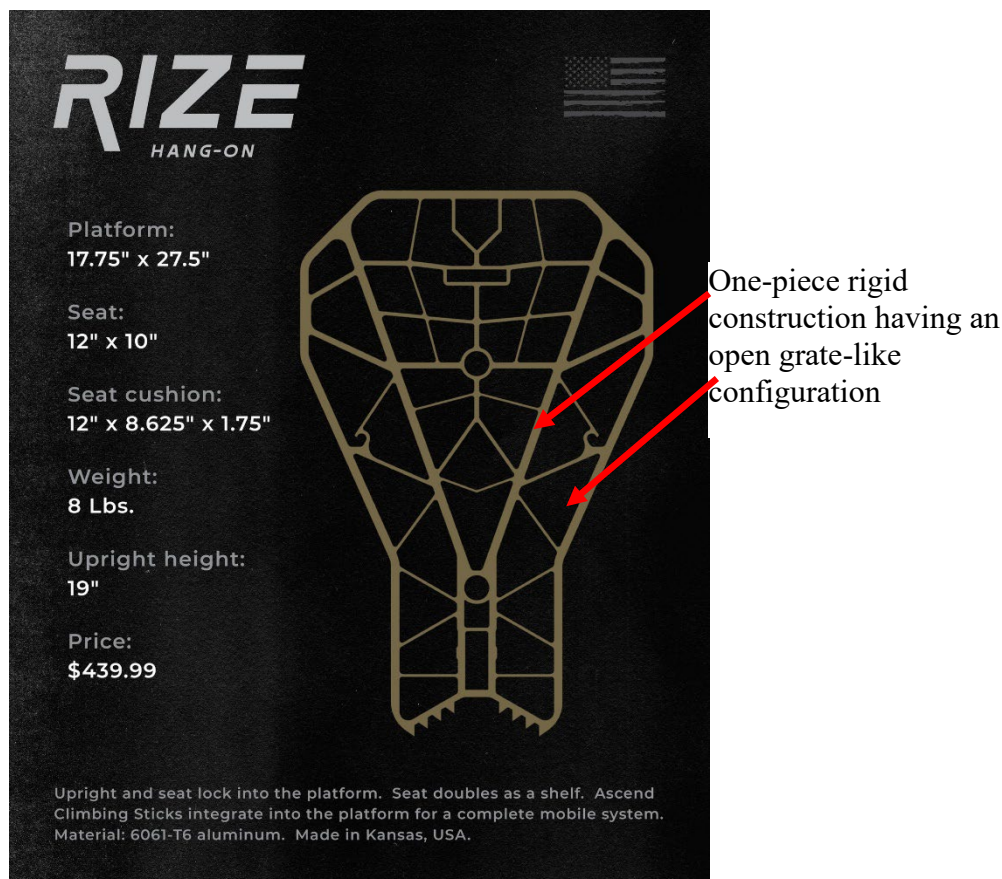 RIZE
HANG-ON
Platform:
17.75" x 27.5"
Seat:
12" x 10"
Seat cushion:
12" x 8.625" x 1.75"
Weight:
8 Lbs.
Upright height:
19"
Price:
$439.99
One-piece rigid
construction having an
open grate-like
configuration
Upright and seat lock into the platform.  Seat doubles as a shelf.  Ascend
Climbing Sticks integrate into the platform for a complete mobile system.
Material: 6061-T6 aluminum.  Made in Kansas, USA.